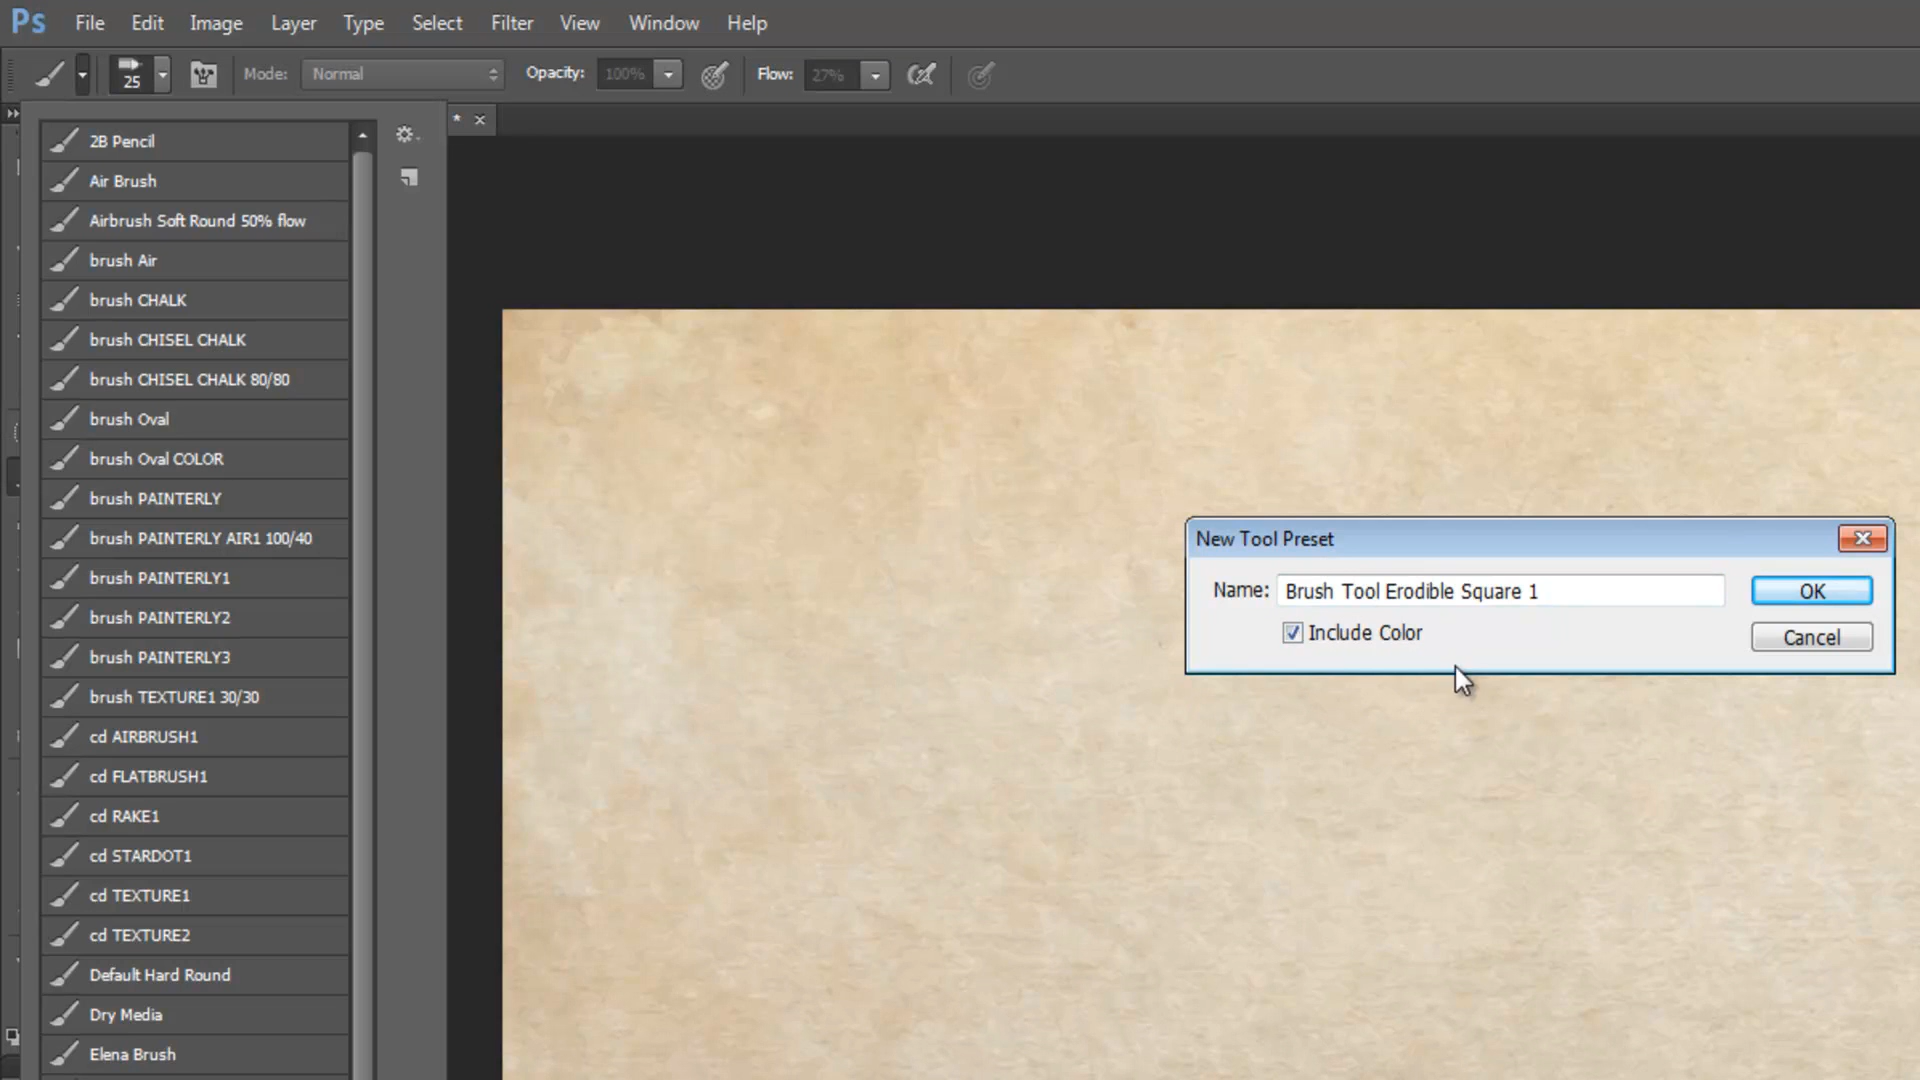 Ps File Edit Image Layer Type Select Filter View Window Help
25 Mode: Normal Opacity: 100% Flow: 27%
* ×
2B Pencil
Air Brush
Airbrush Soft Round 50% flow
brush Air
brush CHALK
brush CHISEL CHALK
brush CHISEL CHALK 80/80
brush Oval
brush Oval COLOR
brush PAINTERLY
brush PAINTERLY AIR1 100/40
brush PAINTERLY1
brush PAINTERLY2
brush PAINTERLY3
brush TEXTURE1 30/30
cd AIRBRUSH1
cd FLATBRUSH1
cd RAKE1
cd STARDOT1
cd TEXTURE1
cd TEXTURE2
Default Hard Round
Dry Media
Elena Brush
New Tool Preset
Name: Brush Tool Erodible Square 1 OK
Include Color
Cancel